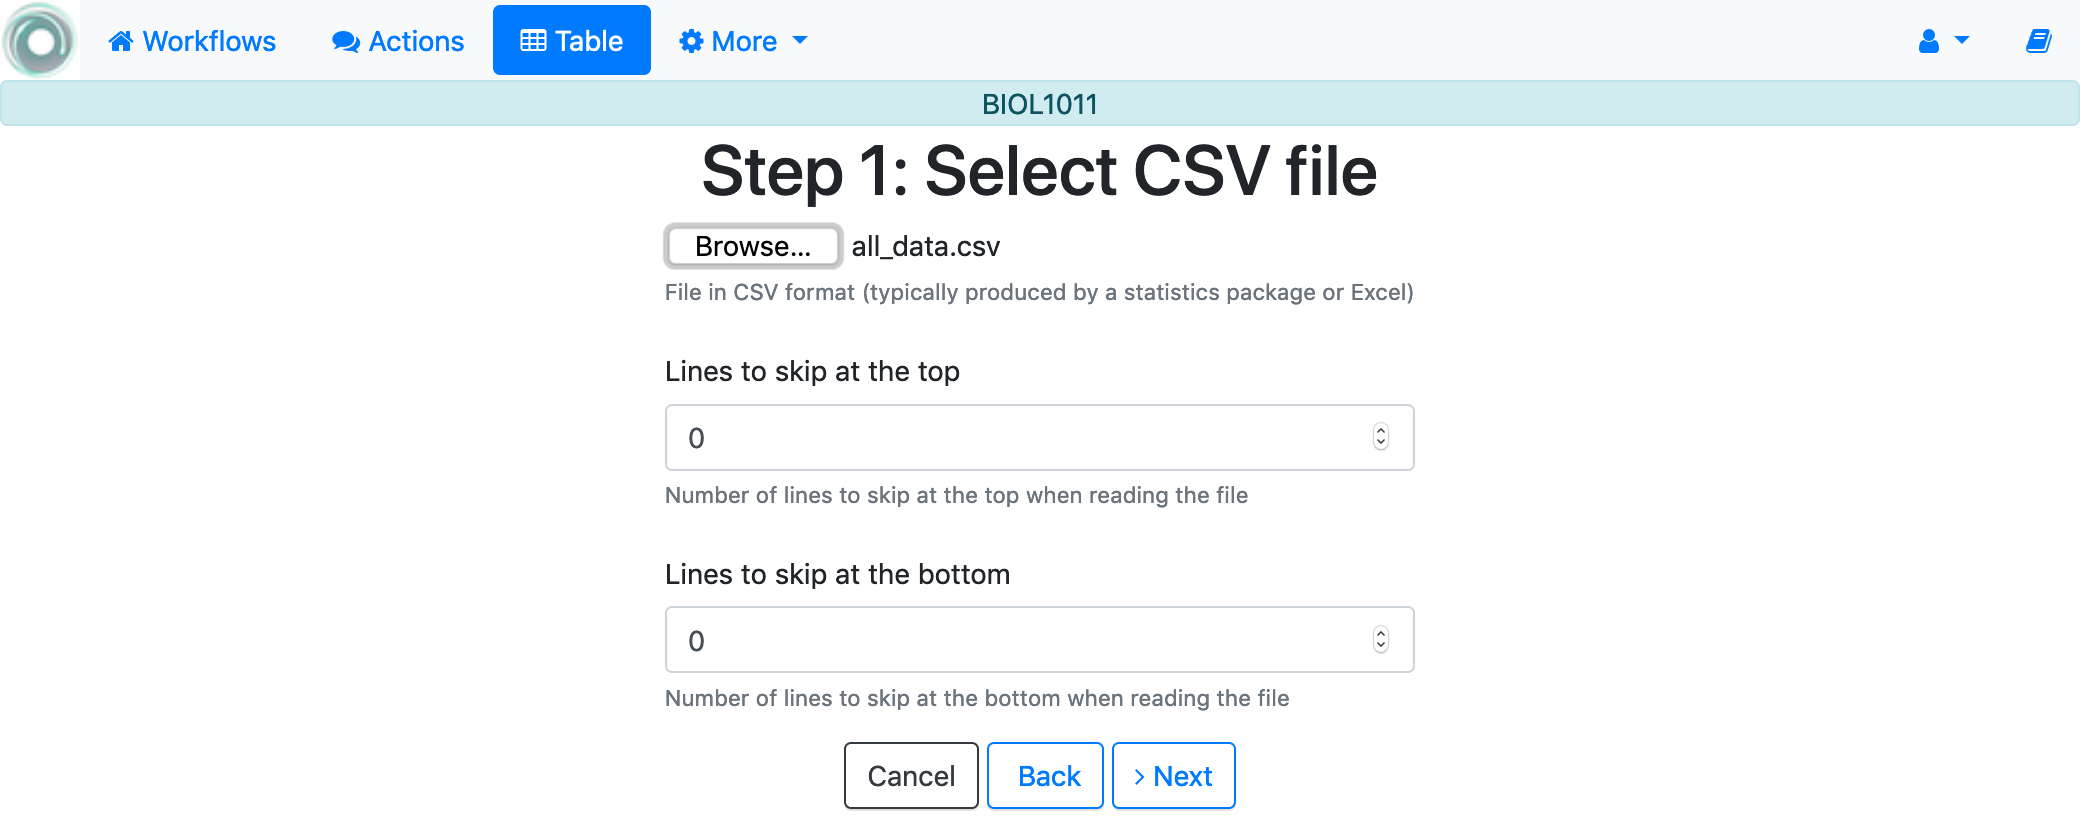 Workflows Actions Table More
BIOL1011
Step 1: Select CSV file
Browse... all_data.csv
File in CSV format (typically produced by a statistics package or Excel)
Lines to skip at the top
0
Number of lines to skip at the top when reading the file
Lines to skip at the bottom
0
Number of lines to skip at the bottom when reading the file
Cancel Back Next